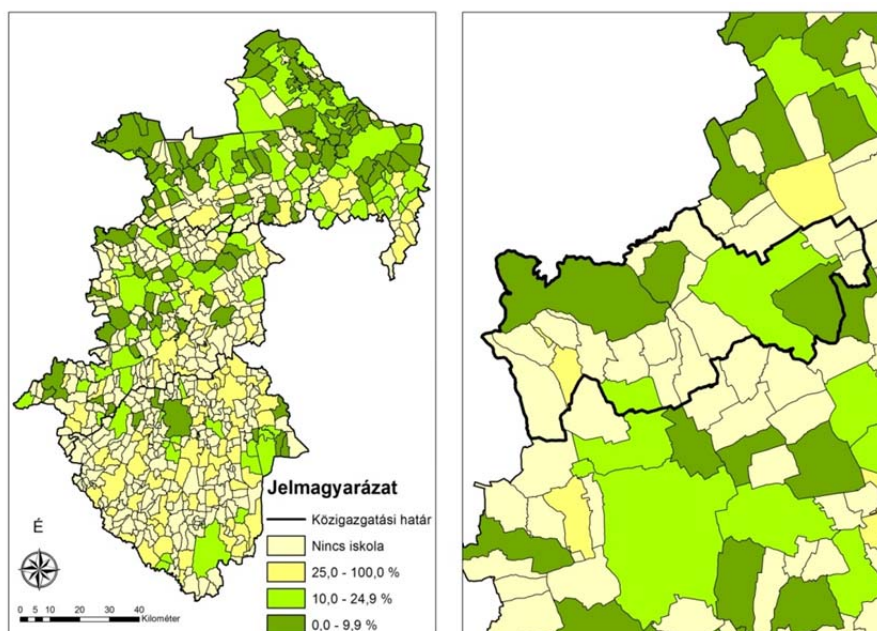 Jelmagyarázat
Közigazgatási határ
Nincs iskola
25,0 - 100,0 %
10,0 - 24,9 %
0,0 - 9,9 %
É
0 5 10 20 30 40
Kilométer